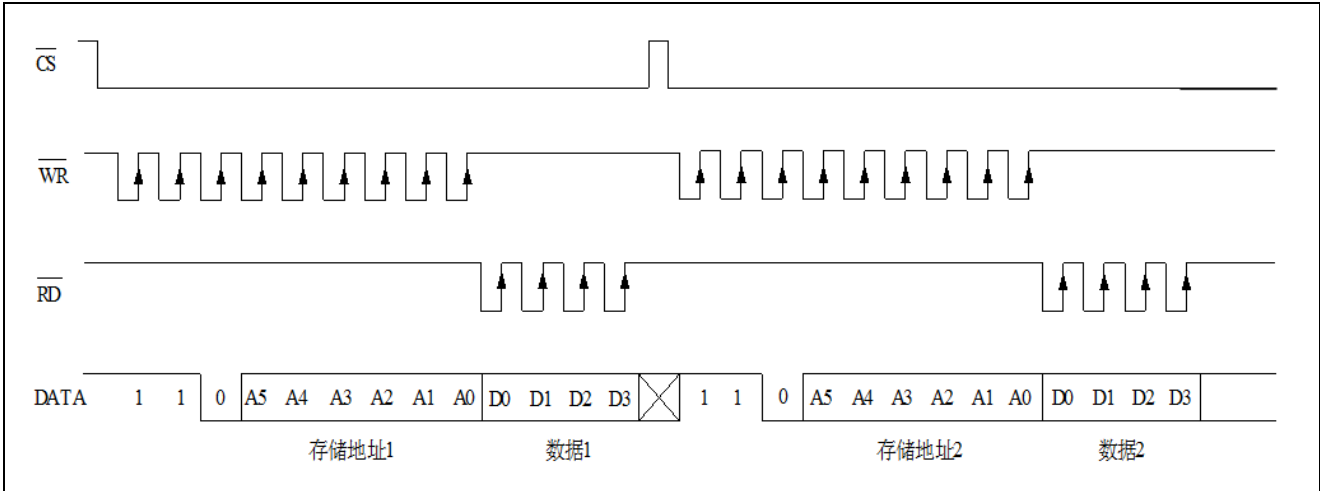 CS
WR
RD
DATA 1 1 0 A5 A4 A3 A2 A1 A0 D0 D1 D2 D3 1 1 0 A5 A4 A3 A2 A1 A0 D0 D1 D2 D3
存储地址1 数据1 存储地址2 数据2